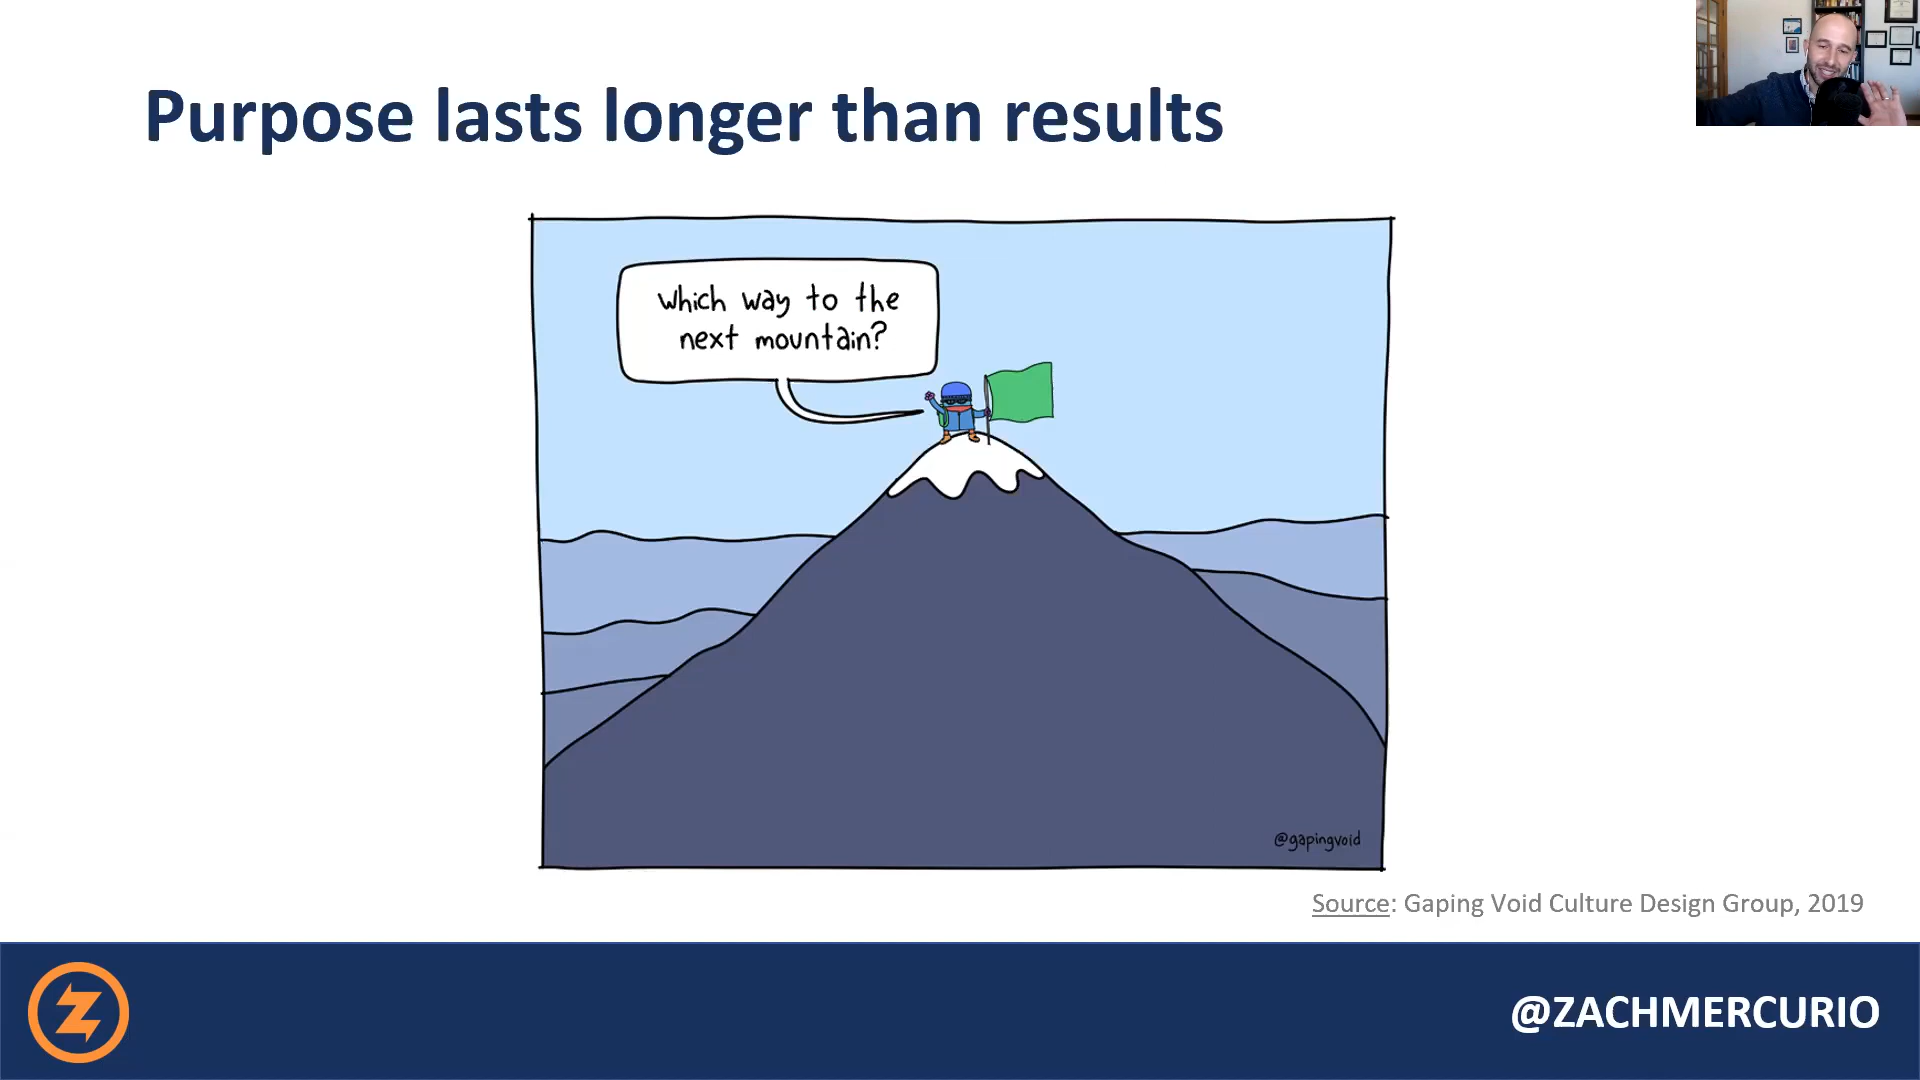 Purpose lasts longer than results
Which way to the
next mountain?
@gapingvoid
Source: Gaping Void Culture Design Group, 2019
@ZACHMERCURIO